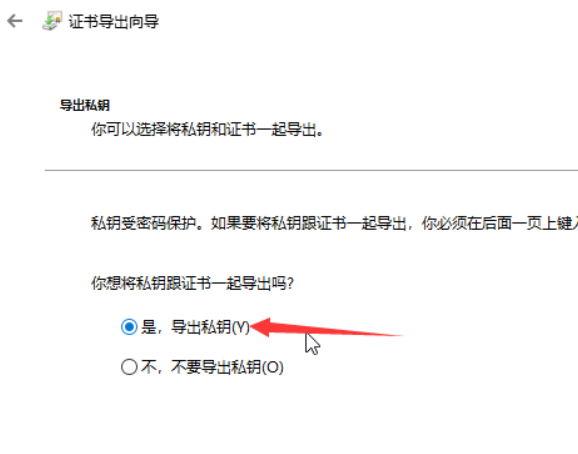 证书导出向导
导出私钥
你可以选择将私钥和证书一起导出。
私钥受密码保护。如果要将私钥跟证书一起导出，你必须在后面一页上键
你想将私钥跟证书一起导出吗?
是，导出私钥(Y)
不，不要导出私钥(O)